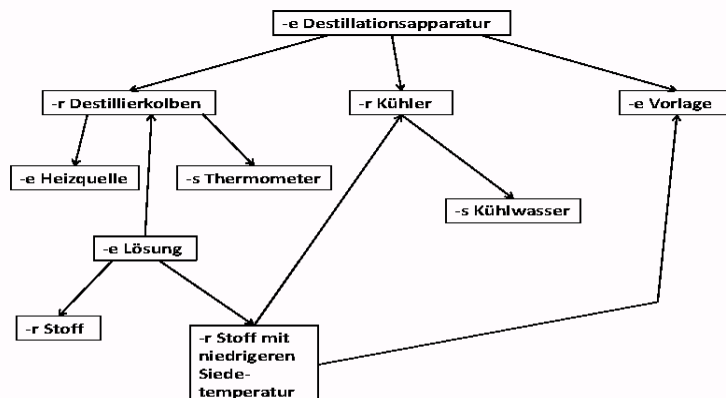 -e Destillationsapparatur
-r Destillierkolben
-r Kühler
-e Vorlage
-e Heizquelle
-s Thermometer
-s Kühlwasser
-e Lösung
-r Stoff
-r Stoff mit
niedrigeren
Siede-
temperatur